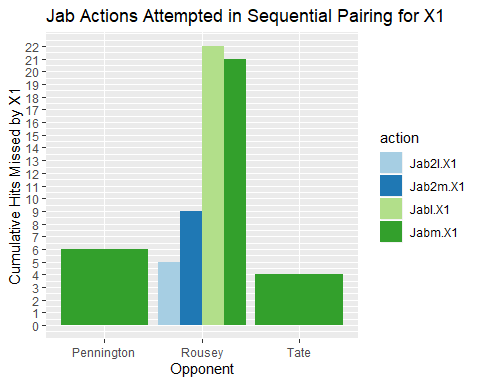 Jab Actions Attempted in Sequential Pairing for X1
Cumulative Hits Missed by X1
22
21
20
19
18
17
16
15
14
13
12
11
10
9
8
7
6
5
4
3
2
1
0
Pennington
Rousey
Tate
Opponent
action
Jab2l.X1
Jab2m.X1
Jabl.X1
Jabm.X1